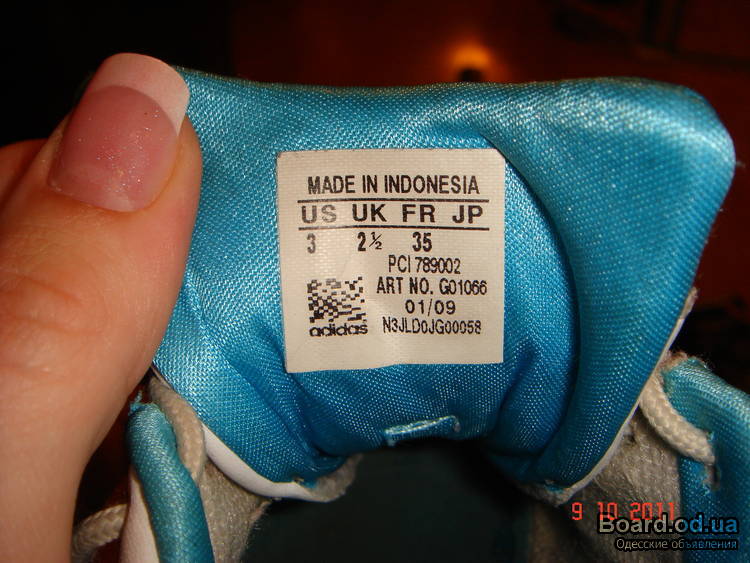 MADE IN INDONESIA
US UK FR JP
3 2½ 35
PCI 789002
ART NO. G01066
01/09
adidas N3JLD0JG00058
9 10 2011
Board.od.ua
Одесские объявления